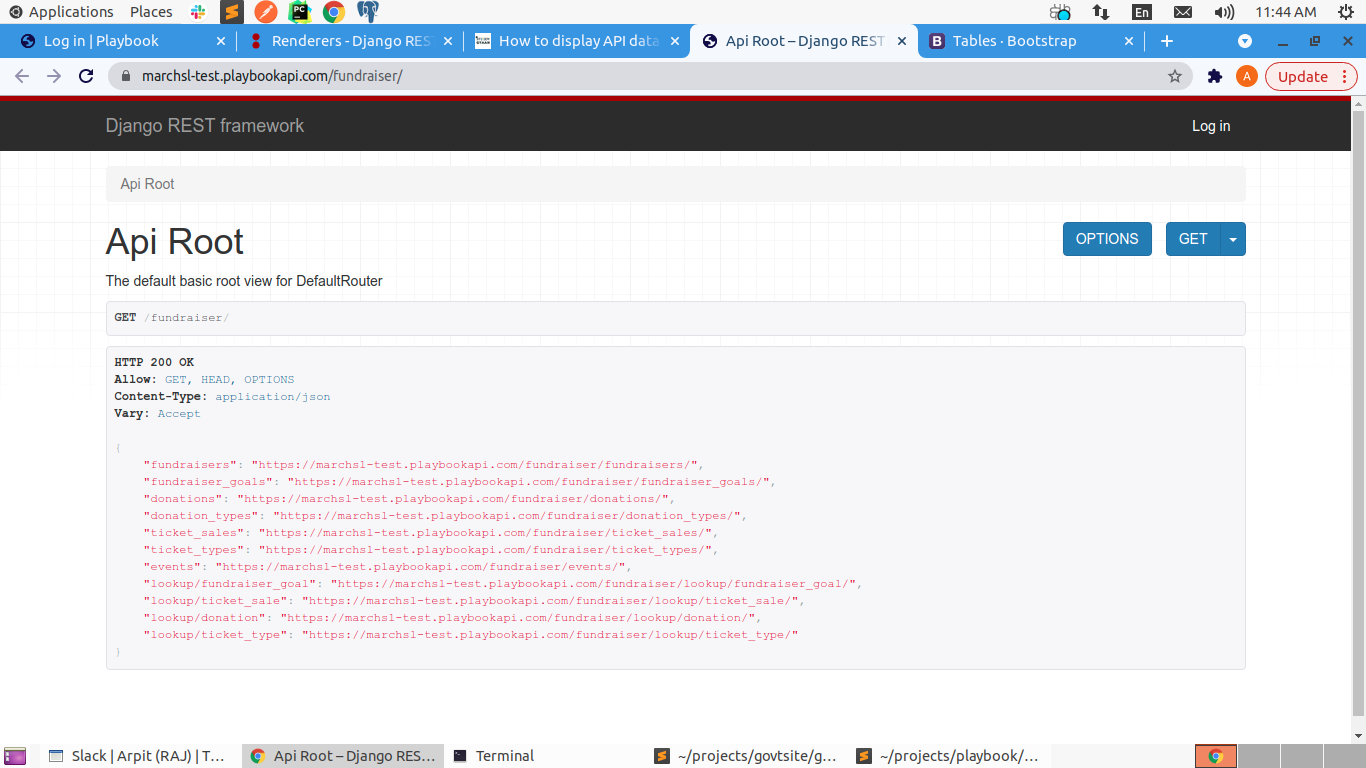 Applications Places En 11:44 AM
Log in | Playbook Renderers - Django RES How to display API data Api Root – Django REST Tables · Bootstrap
marchsl-test.playbookapi.com/fundraiser/ A Update
Django REST framework Log in
Api Root
Api Root OPTIONS GET
The default basic root view for DefaultRouter
GET /fundraiser/
HTTP 200 OK
Allow: GET, HEAD, OPTIONS
Content-Type: application/json
Vary: Accept
{
"fundraisers": "https://marchsl-test.playbookapi.com/fundraiser/fundraisers/",
"fundraiser_goals": "https://marchsl-test.playbookapi.com/fundraiser/fundraiser_goals/",
"donations": "https://marchsl-test.playbookapi.com/fundraiser/donations/",
"donation_types": "https://marchsl-test.playbookapi.com/fundraiser/donation_types/",
"ticket_sales": "https://marchsl-test.playbookapi.com/fundraiser/ticket_sales/",
"ticket_types": "https://marchsl-test.playbookapi.com/fundraiser/ticket_types/",
"events": "https://marchsl-test.playbookapi.com/fundraiser/events/",
"lookup/fundraiser_goal": "https://marchsl-test.playbookapi.com/fundraiser/lookup/fundraiser_goal/",
"lookup/ticket_sale": "https://marchsl-test.playbookapi.com/fundraiser/lookup/ticket_sale/",
"lookup/donation": "https://marchsl-test.playbookapi.com/fundraiser/lookup/donation/",
"lookup/ticket_type": "https://marchsl-test.playbookapi.com/fundraiser/lookup/ticket_type/"
}
Slack | Arpit (RAJ) | T... Api Root – Django RES... Terminal ~/projects/govtsite/g... ~/projects/playbook/...